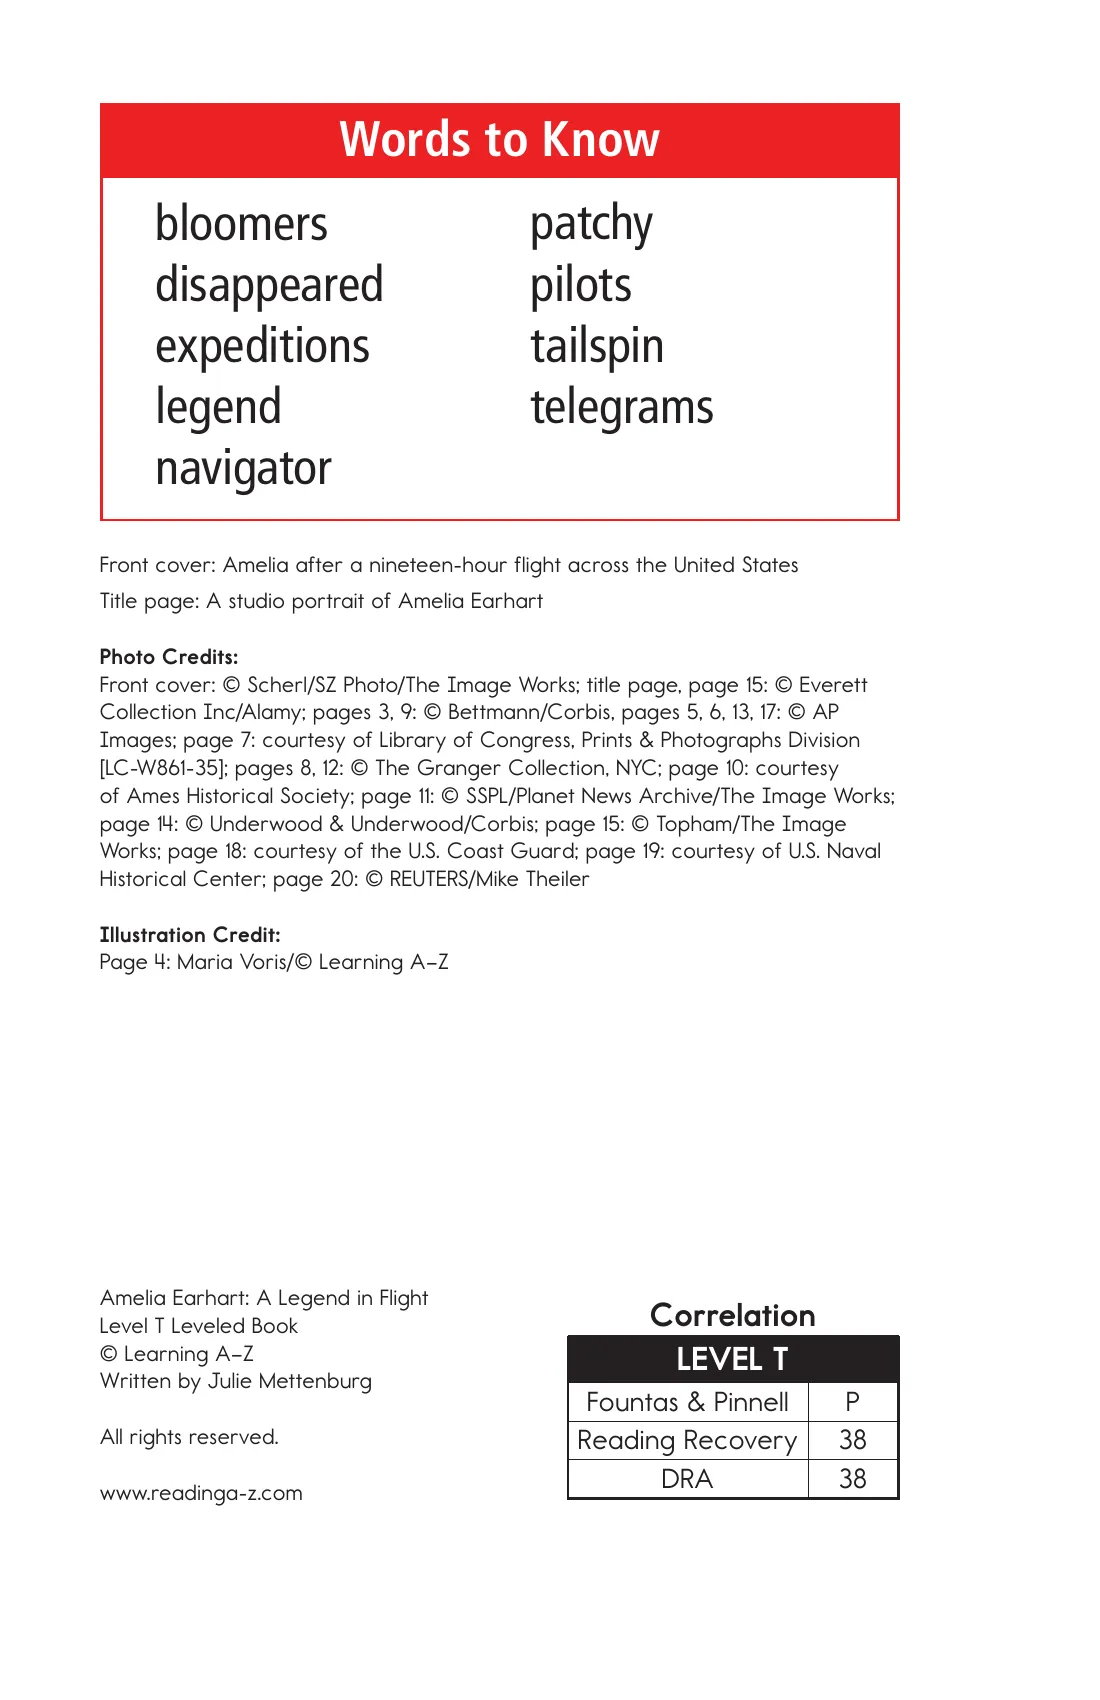 Words to Know
bloomers
disappeared
expeditions
legend
navigator
patchy
pilots
tailspin
telegrams
Front cover: Amelia after a nineteen-hour flight across the United States
Title page: A studio portrait of Amelia Earhart
Photo Credits:
Front cover: © Scherl/SZ Photo/The Image Works; title page, page 15: © Everett
Collection Inc/Alamy; pages 3, 9: © Bettmann/Corbis, pages 5, 6, 13, 17: © AP
Images; page 7: courtesy of Library of Congress, Prints & Photographs Division
[LC-W861-35]; pages 8, 12: © The Granger Collection, NYC; page 10: courtesy
of Ames Historical Society; page 11: © SSPL/Planet News Archive/The Image Works;
page 14: © Underwood & Underwood/Corbis; page 15: © Topham/The Image
Works; page 18: courtesy of the U.S. Coast Guard; page 19: courtesy of U.S. Naval
Historical Center; page 20: © REUTERS/Mike Theiler
Illustration Credit:
Page 4: Maria Voris/© Learning A–Z
Amelia Earhart: A Legend in Flight
Level T Leveled Book
© Learning A–Z
Written by Julie Mettenburg
All rights reserved.
www.readinga-z.com
Correlation
LEVEL T
Fountas & Pinnell P
Reading Recovery 38
DRA 38